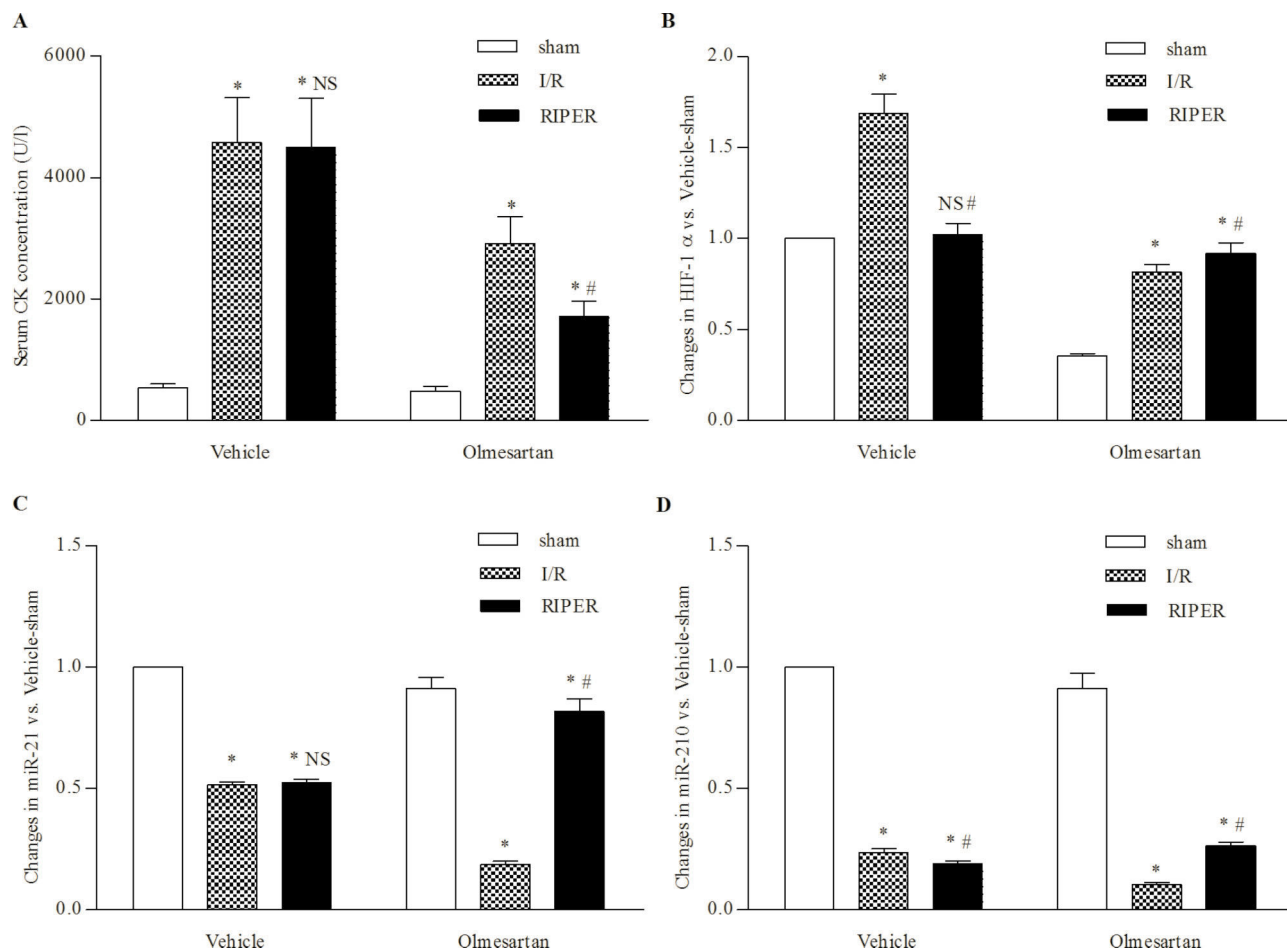 A
Serum CK concentration (U/l)
6000
4000
2000
0
sham
I/R
RIPER
*
* NS
*
* #
Vehicle
Olmesartan
B
Changes in HIF-1 α vs. Vehicle-sham
2.0
1.5
1.0
0.5
0.0
sham
I/R
RIPER
*
NS #
*
* #
Vehicle
Olmesartan
C
Changes in miR-21 vs. Vehicle-sham
1.5
1.0
0.5
0.0
sham
I/R
RIPER
*
* NS
*
* #
Vehicle
Olmesartan
D
Changes in miR-210 vs. Vehicle-sham
1.5
1.0
0.5
0.0
sham
I/R
RIPER
*
* #
*
* #
Vehicle
Olmesartan